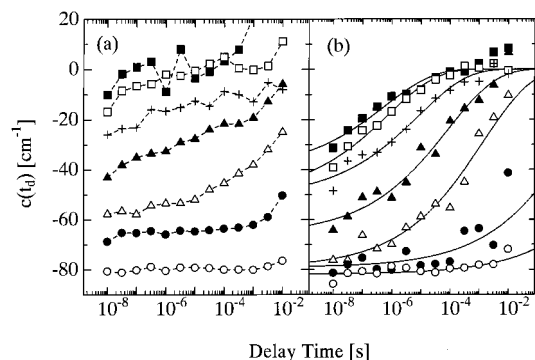 (a)
(b)
c(t_d) [cm⁻¹]
0
-20
-40
-60
-80
10⁻⁸ 10⁻⁶ 10⁻⁴ 10⁻² 10⁻⁸ 10⁻⁶ 10⁻⁴ 10⁻²
Delay Time [s]